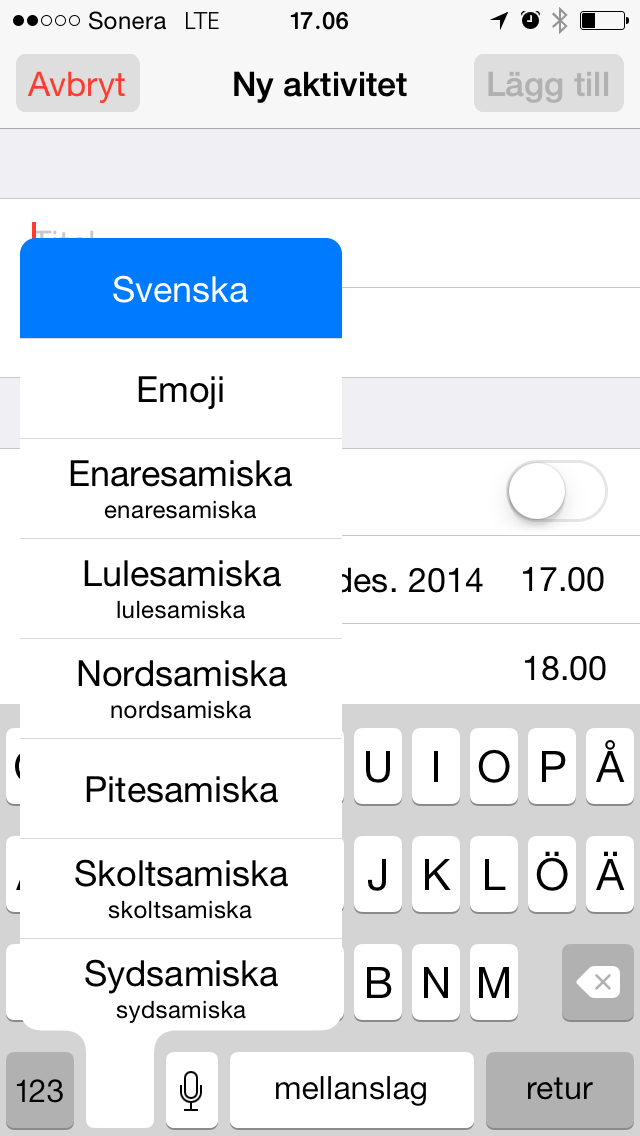 Sonera LTE 17.06
Avbryt Ny aktivitet Lägg till
Svenska
Emoji
Enaresamiska
enaresamiska
Lulesamiska
lulesamiska
des. 2014 17.00
Nordsamiska
nordsamiska
18.00
Pitesamiska
U I O P Å
Skoltsamiska
skoltsamiska
J K L Ö Ä
Sydsamiska
sydsamiska
B N M
123 mellanslag retur